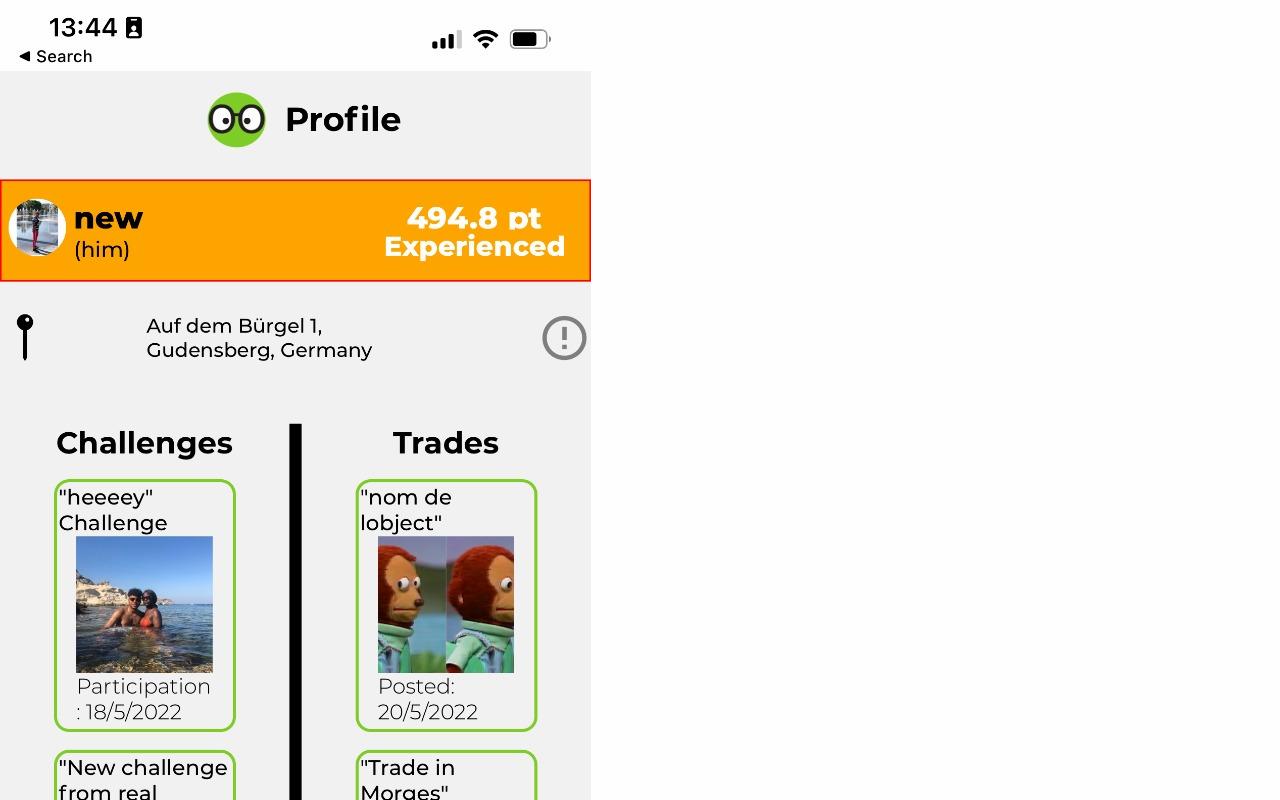 13:44
◀ Search
Profile
new
(him)
494.8 pt
Experienced
Auf dem Bürgel 1,
Gudensberg, Germany
Challenges
"heeeey"
Challenge
Participation
: 18/5/2022
"New challenge
from real
Trades
"nom de
lobject"
Posted:
20/5/2022
"Trade in
Morges"